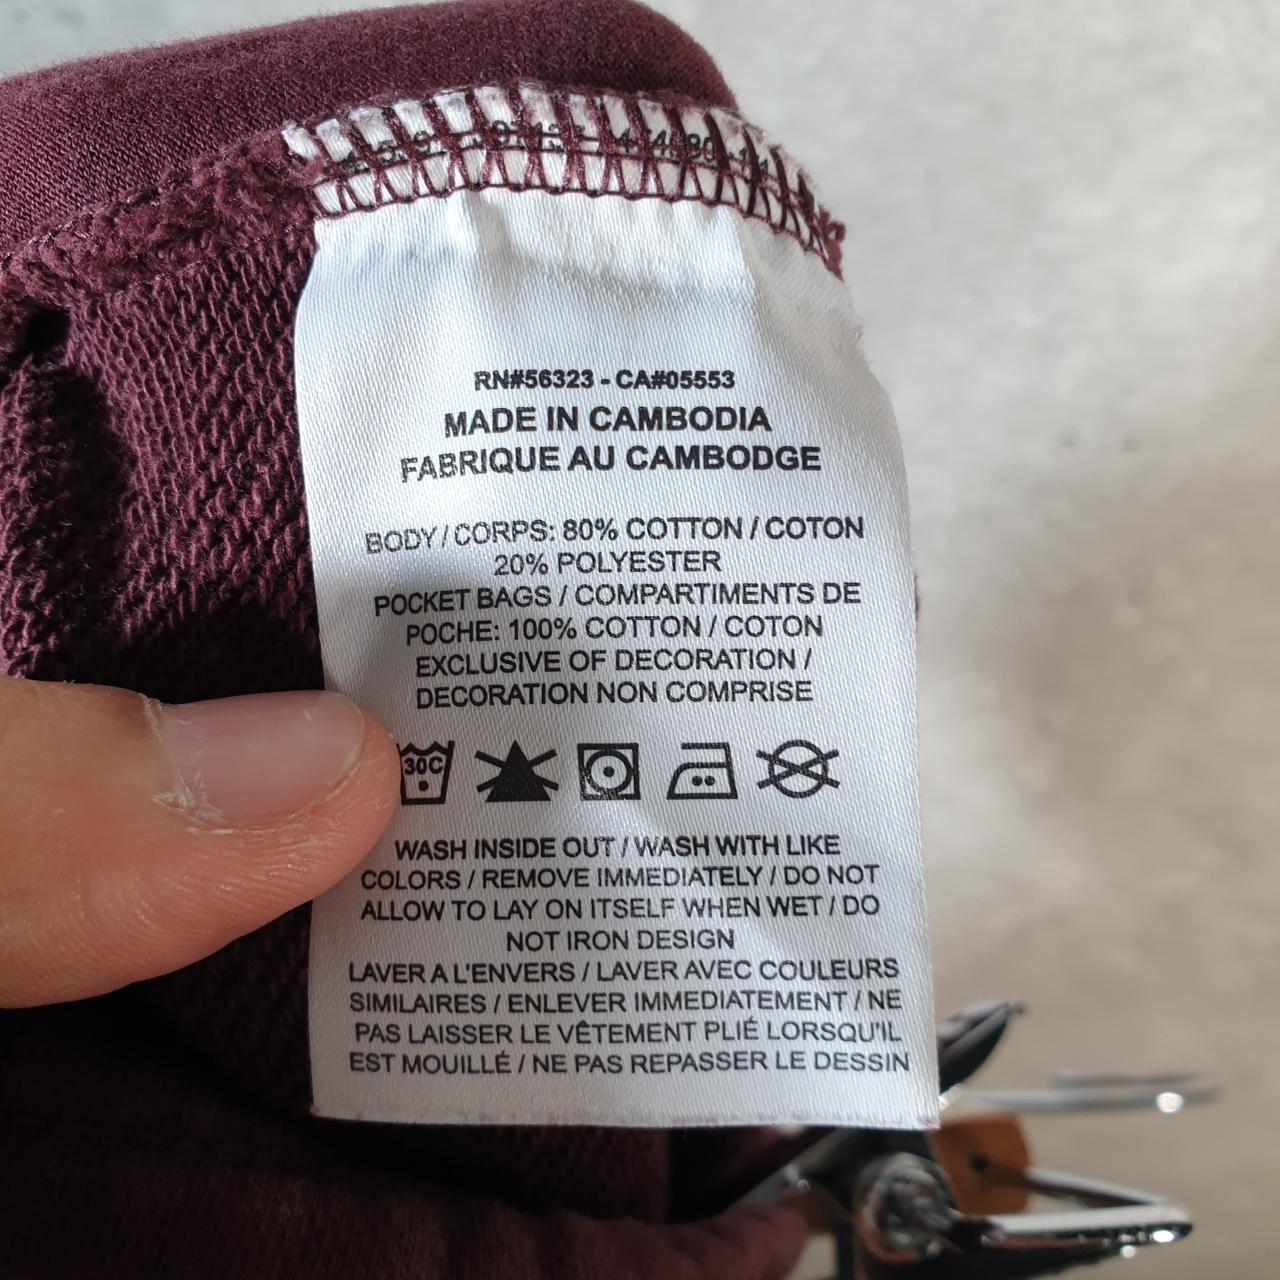 RN#56323 - CA#05553
MADE IN CAMBODIA
FABRIQUE AU CAMBODGE
BODY / CORPS: 80% COTTON / COTON
20% POLYESTER
POCKET BAGS / COMPARTIMENTS DE
POCHE: 100% COTTON / COTON
EXCLUSIVE OF DECORATION /
DECORATION NON COMPRISE
30C
WASH INSIDE OUT / WASH WITH LIKE
COLORS / REMOVE IMMEDIATELY / DO NOT
ALLOW TO LAY ON ITSELF WHEN WET / DO
NOT IRON DESIGN
LAVER A L'ENVERS / LAVER AVEC COULEURS
SIMILAIRES / ENLEVER IMMEDIATEMENT / NE
PAS LAISSER LE VÊTEMENT PLIÉ LORSQU'IL
EST MOUILLÉ / NE PAS REPASSER LE DESSIN